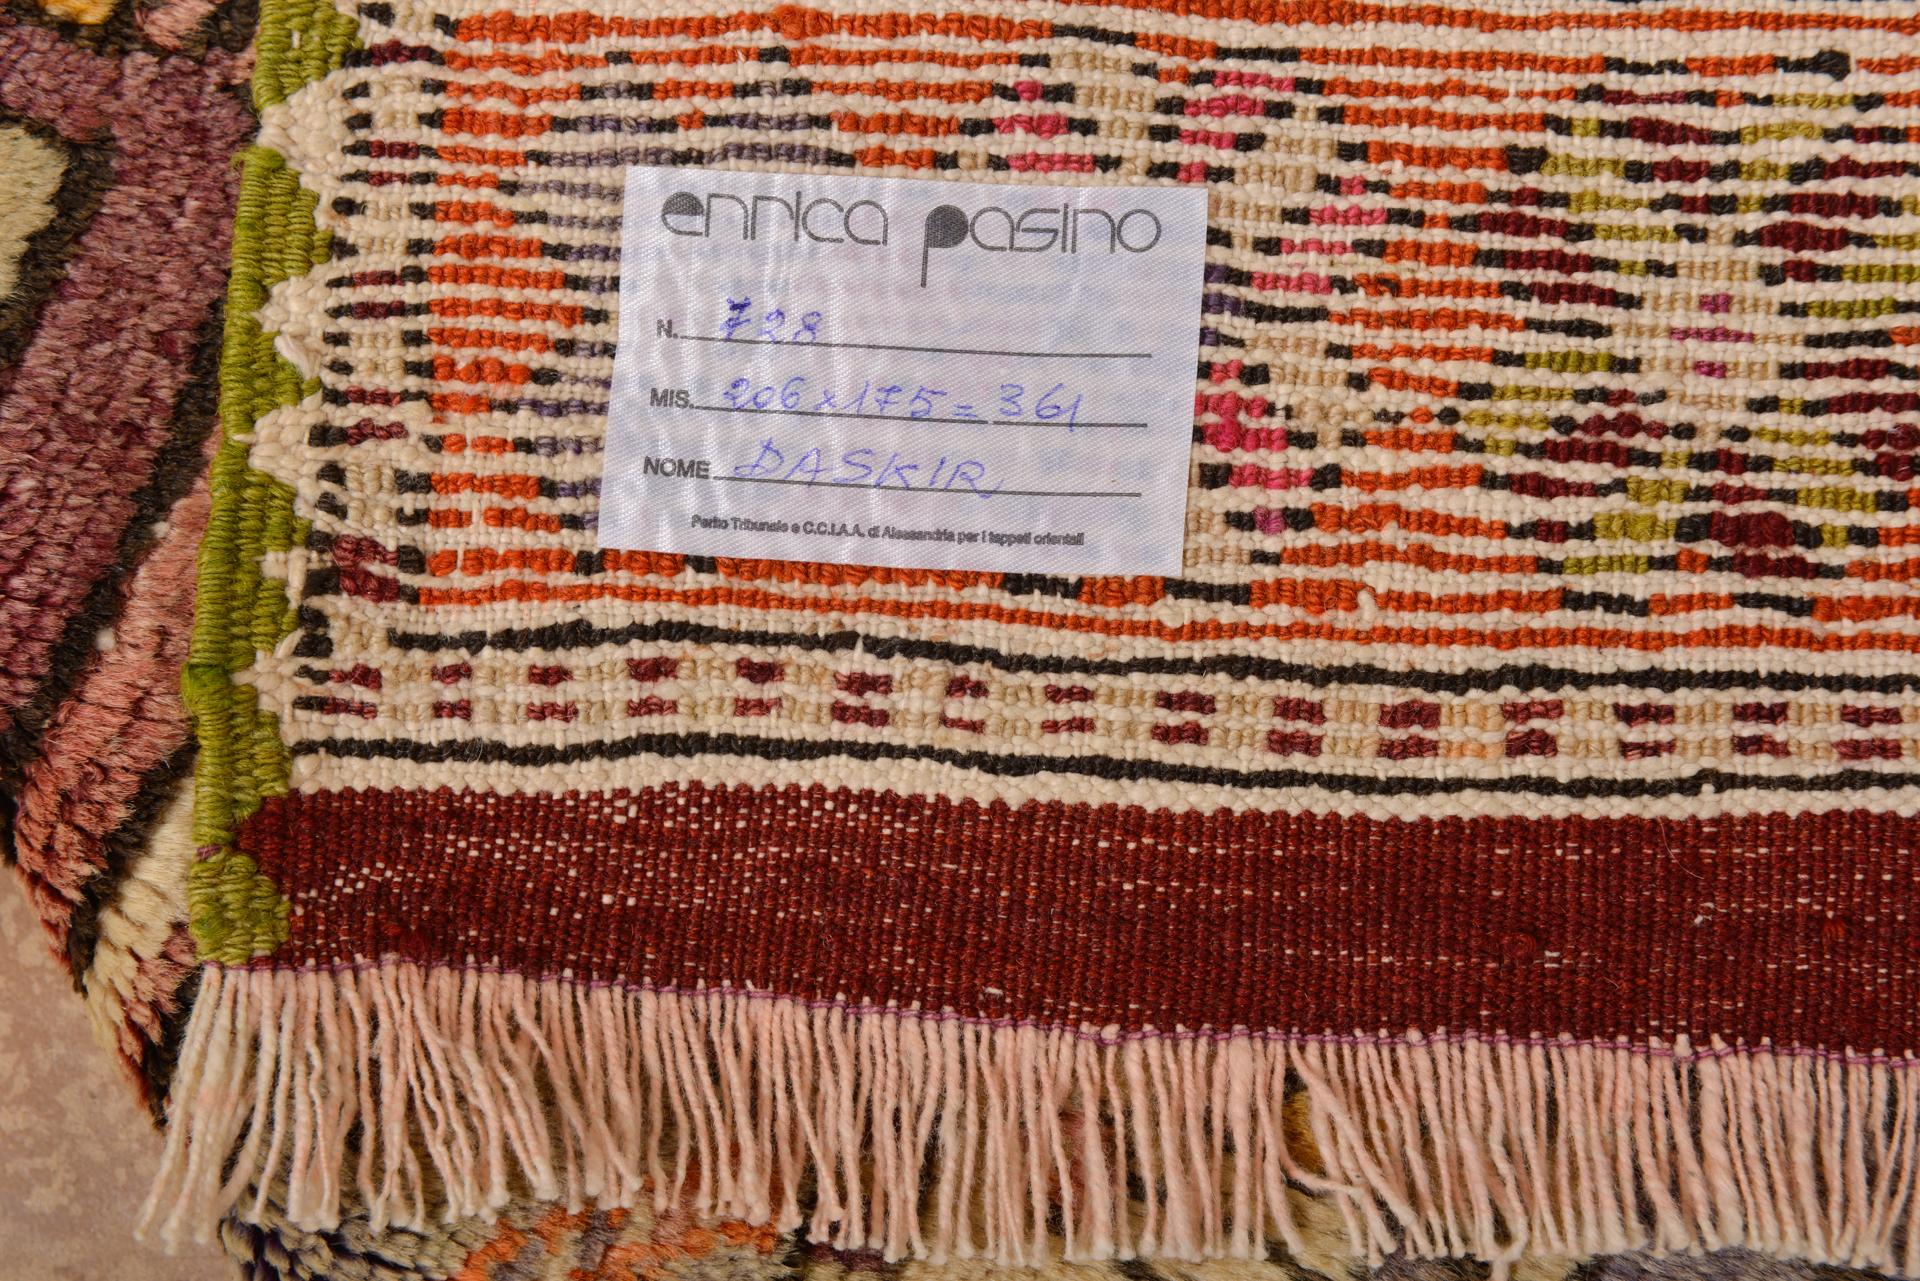 enrica pasino
N. 728
MIS. 206 x 175 = 361
NOME DASKIR
Perito Tribunale e C.C.I.A.A. di Alessandria per i tappeti orientali